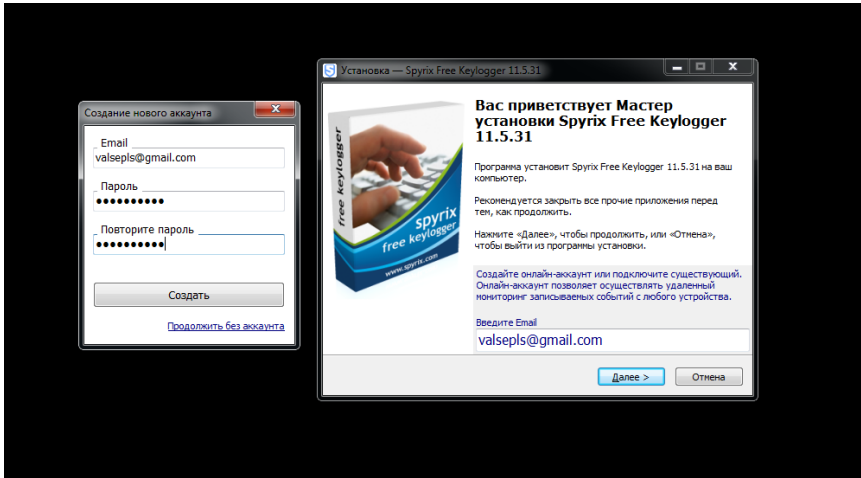 Создание нового аккаунта
Email
valsepls@gmail.com
Пароль
●●●●●●●●●●
Повторите пароль
●●●●●●●●●●
Создать
Продолжить без аккаунта
Установка — Spyrix Free Keylogger 11.5.31
free keylogger
spyrix
free keylogger
www.spyrix.com
Вас приветствует Мастер
установки Spyrix Free Keylogger
11.5.31
Программа установит Spyrix Free Keylogger 11.5.31 на ваш
компьютер.
Рекомендуется закрыть все прочие приложения перед
тем, как продолжить.
Нажмите «Далее», чтобы продолжить, или «Отмена»,
чтобы выйти из программы установки.
Создайте онлайн-аккаунт или подключите существующий.
Онлайн-аккаунт позволяет осуществлять удаленный
мониторинг записываемых событий с любого устройства.
Введите Email
valsepls@gmail.com
Далее >
Отмена